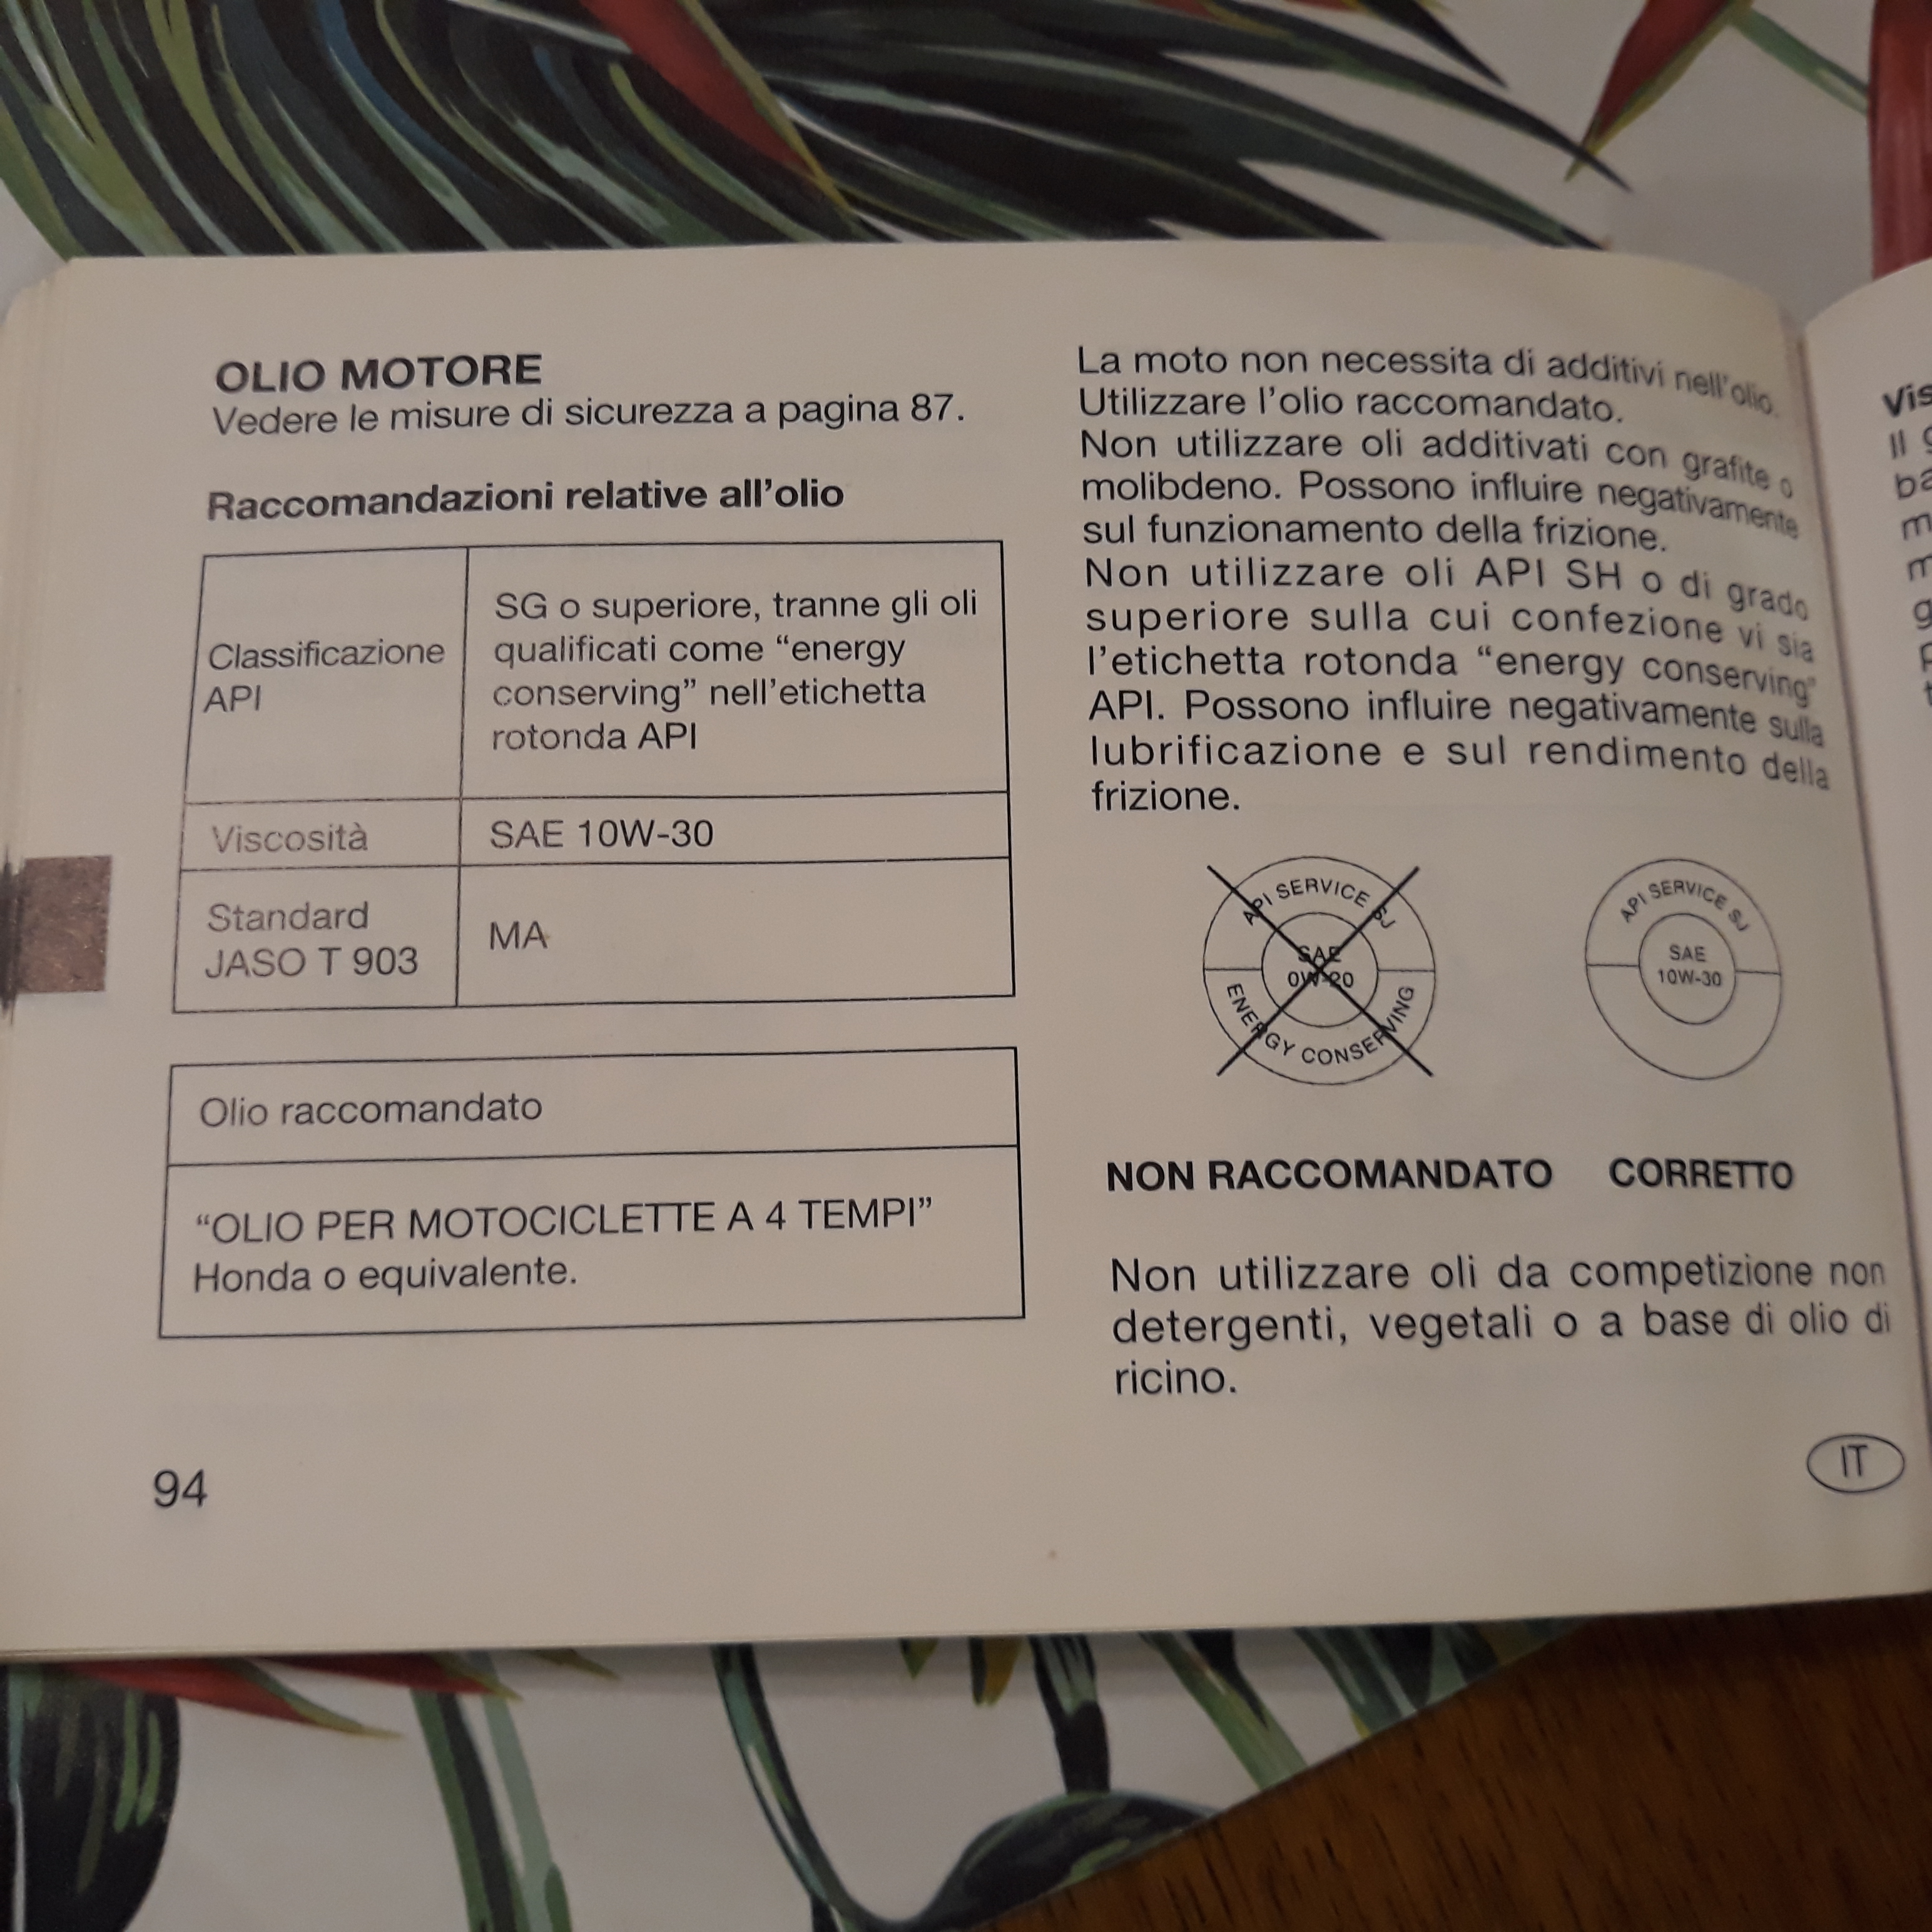 OLIO MOTORE
Vedere le misure di sicurezza a pagina 87.
Raccomandazioni relative all'olio
Classificazione
API
SG o superiore, tranne gli oli
qualificati come “energy
conserving” nell'etichetta
rotonda API
Viscosità
SAE 10W-30
Standard
JASO T 903
MA
Olio raccomandato
“OLIO PER MOTOCICLETTE A 4 TEMPI”
Honda o equivalente.
94
La moto non necessita di additivi nell'olio.
Utilizzare l'olio raccomandato.
Non utilizzare oli additivati con grafite o
molibdeno. Possono influire negativamente
sul funzionamento della frizione.
Non utilizzare oli API SH o di grado
superiore sulla cui confezione vi sia
l'etichetta rotonda “energy conserving”
API. Possono influire negativamente sulla
lubrificazione e sul rendimento della
frizione.
API SERVICE SJ
SAE
0W-20
ENERGY CONSERVING
API SERVICE SJ
SAE
10W-30
NON RACCOMANDATO CORRETTO
Non utilizzare oli da competizione non
detergenti, vegetali o a base di olio di
ricino.
IT
Il